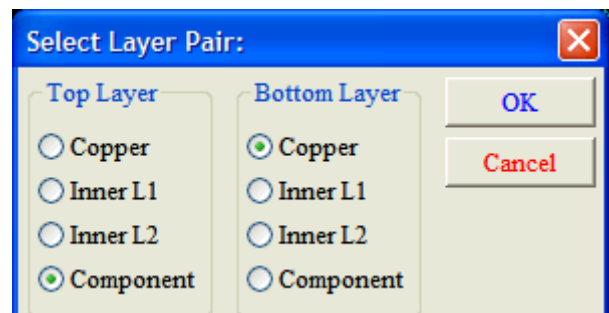 Select Layer Pair:
Top Layer
Copper
Inner L1
Inner L2
Component
Bottom Layer
Copper
Inner L1
Inner L2
Component
OK
Cancel